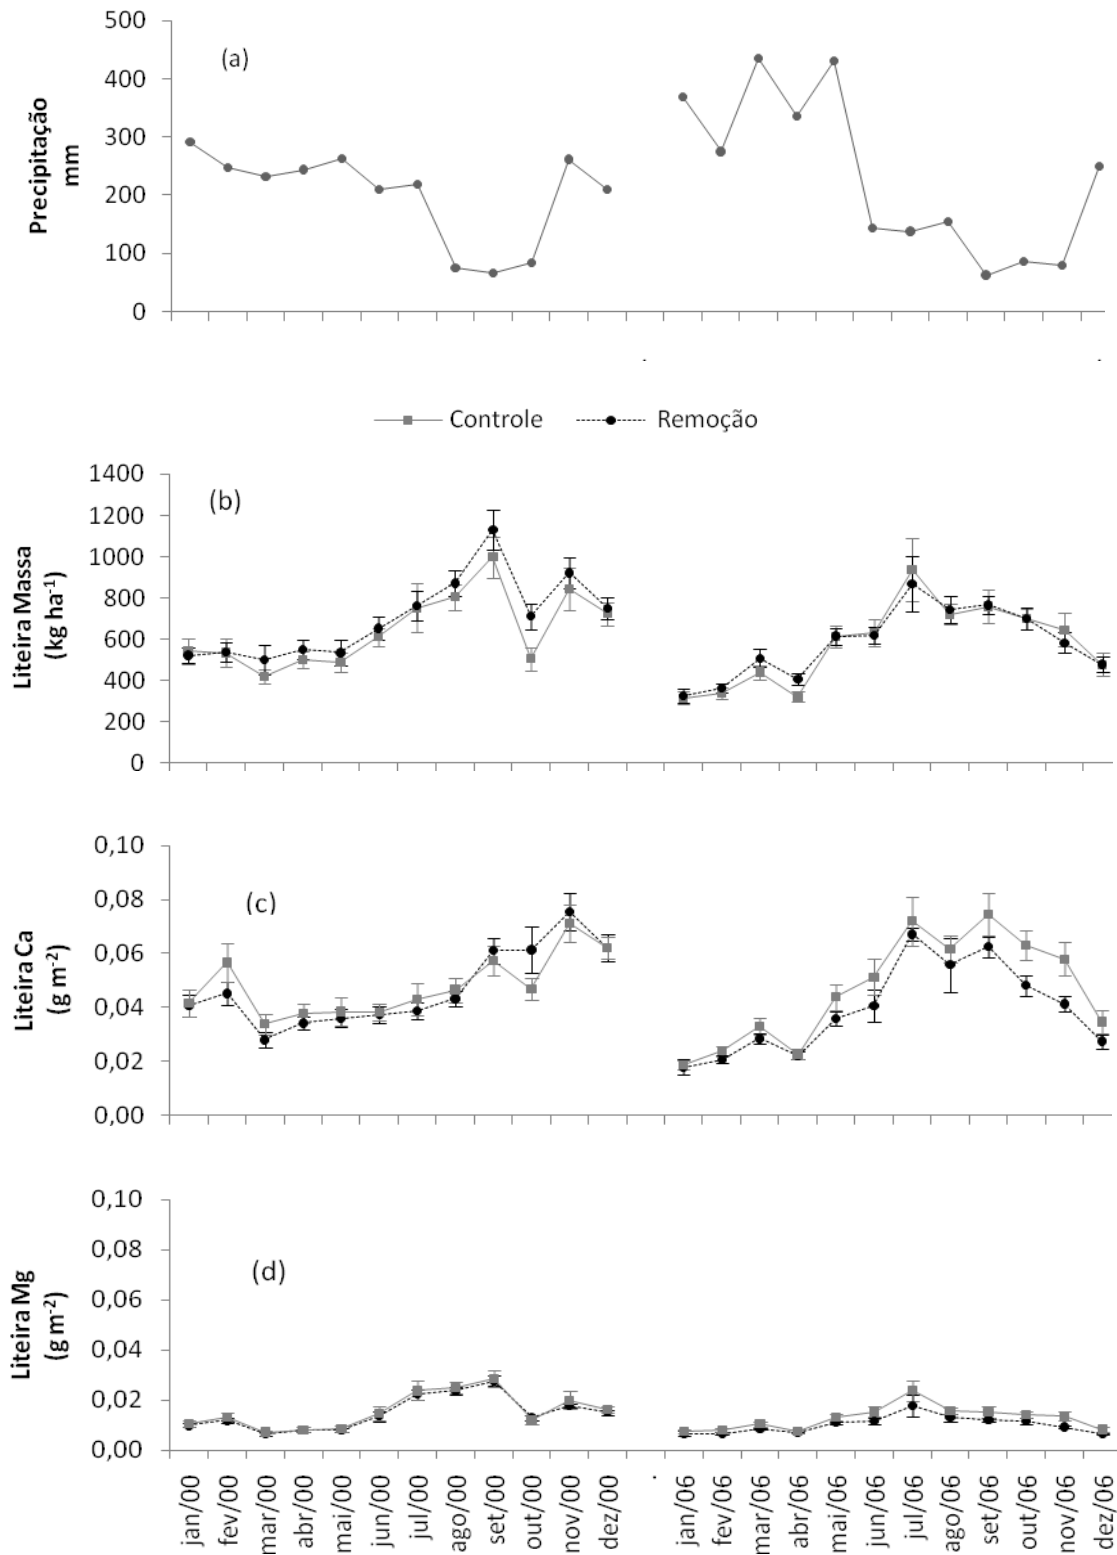 500
(a)
400
300
200
100
0
Precipitação
mm
Controle
Remoção
1400
(b)
1200
1000
800
600
400
200
0
Liteira Massa
(kg ha⁻¹)
0,10
(c)
0,08
0,06
0,04
0,02
0,00
Liteira Ca
(g m⁻²)
0,10
0,08
(d)
0,06
0,04
0,02
0,00
Liteira Mg
(g m⁻²)
jan/00
fev/00
mar/00
abr/00
mai/00
jun/00
jul/00
ago/00
set/00
out/00
nov/00
dez/00
jan/06
fev/06
mar/06
abr/06
mai/06
jun/06
jul/06
ago/06
set/06
out/06
nov/06
dez/06